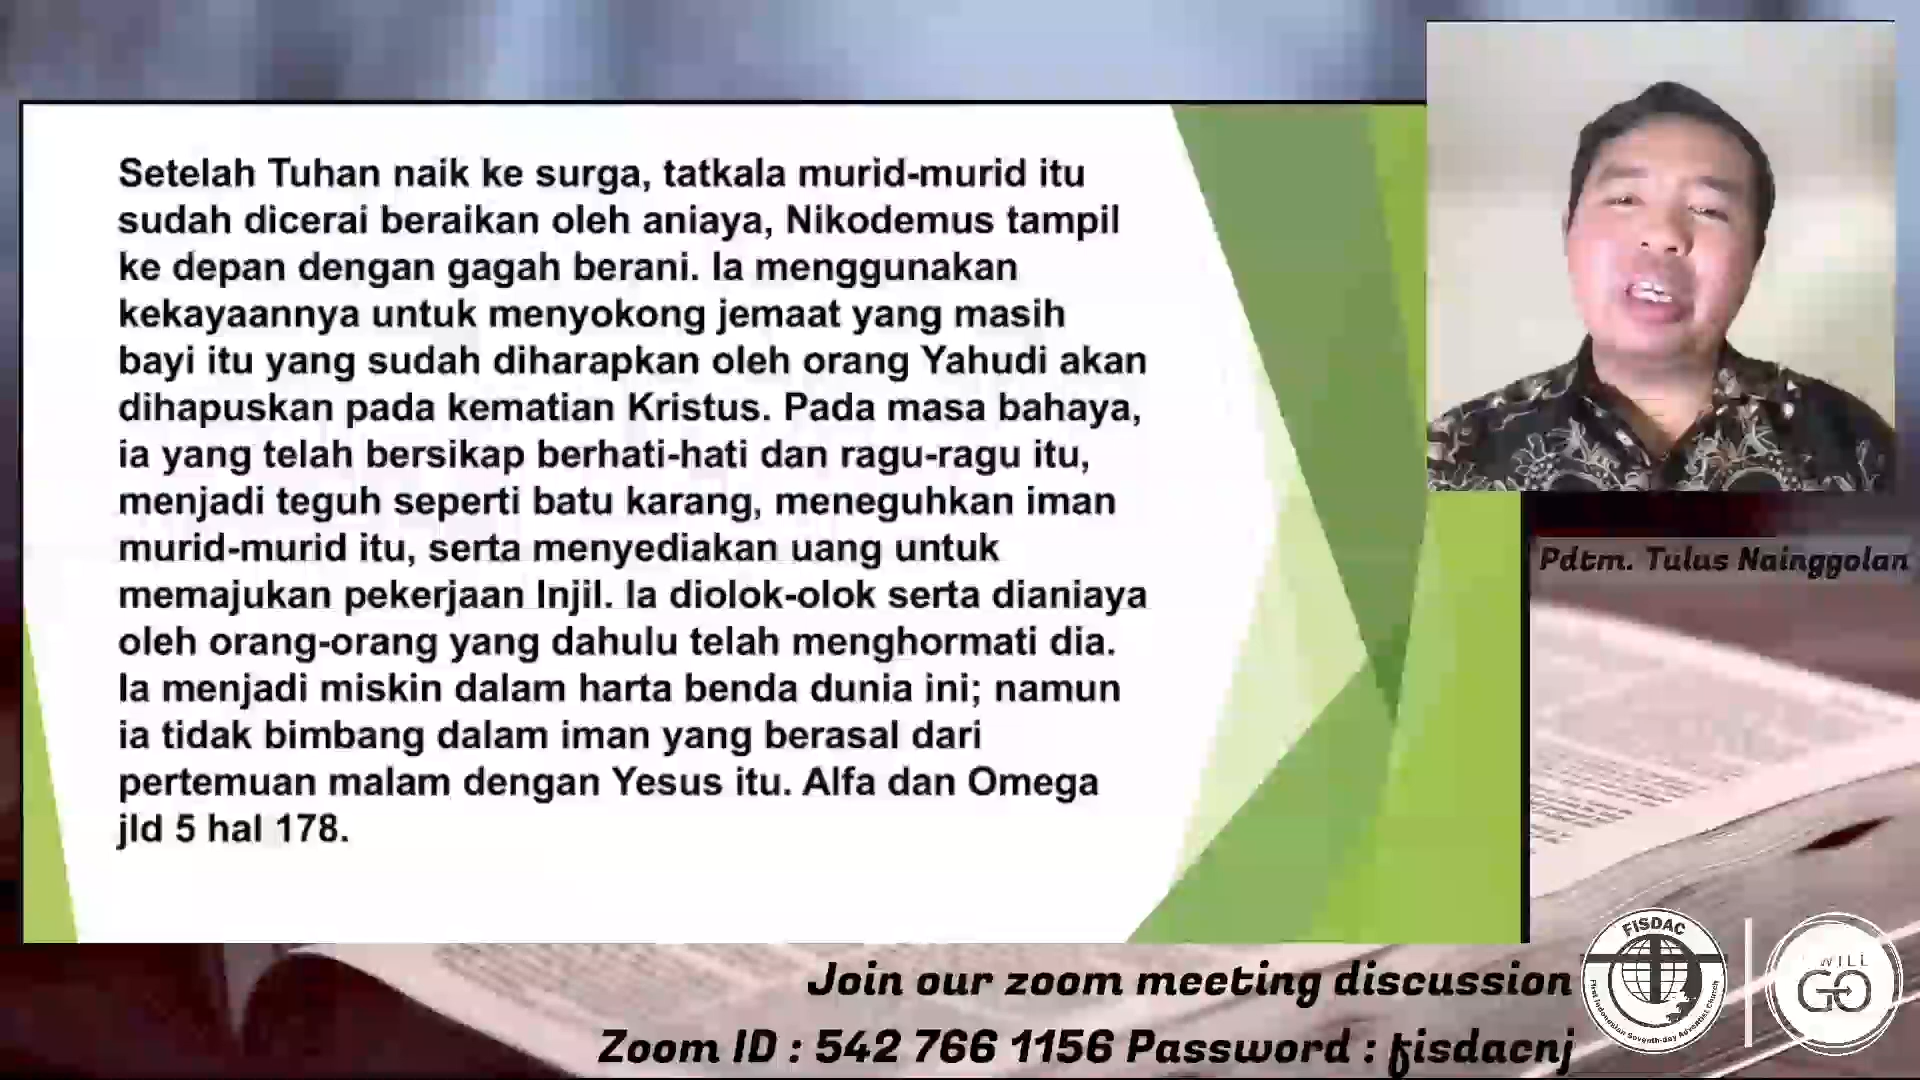 Setelah Tuhan naik ke surga, tatkala murid-murid itu
sudah dicerai beraikan oleh aniaya, Nikodemus tampil
ke depan dengan gagah berani. Ia menggunakan
kekayaannya untuk menyokong jemaat yang masih
bayi itu yang sudah diharapkan oleh orang Yahudi akan
dihapuskan pada kematian Kristus. Pada masa bahaya,
ia yang telah bersikap berhati-hati dan ragu-ragu itu,
menjadi teguh seperti batu karang, meneguhkan iman
murid-murid itu, serta menyediakan uang untuk
memajukan pekerjaan Injil. Ia diolok-olok serta dianiaya
oleh orang-orang yang dahulu telah menghormati dia.
Ia menjadi miskin dalam harta benda dunia ini; namun
ia tidak bimbang dalam iman yang berasal dari
pertemuan malam dengan Yesus itu. Alfa dan Omega
jld 5 hal 178.
Pdtm. Tulus Nainggolan
Join our zoom meeting discussion
Zoom ID : 542 766 1156 Password : fisdacnj
FISDAC
First Indonesian Seventh-day Adventist Church
I WILL
GO